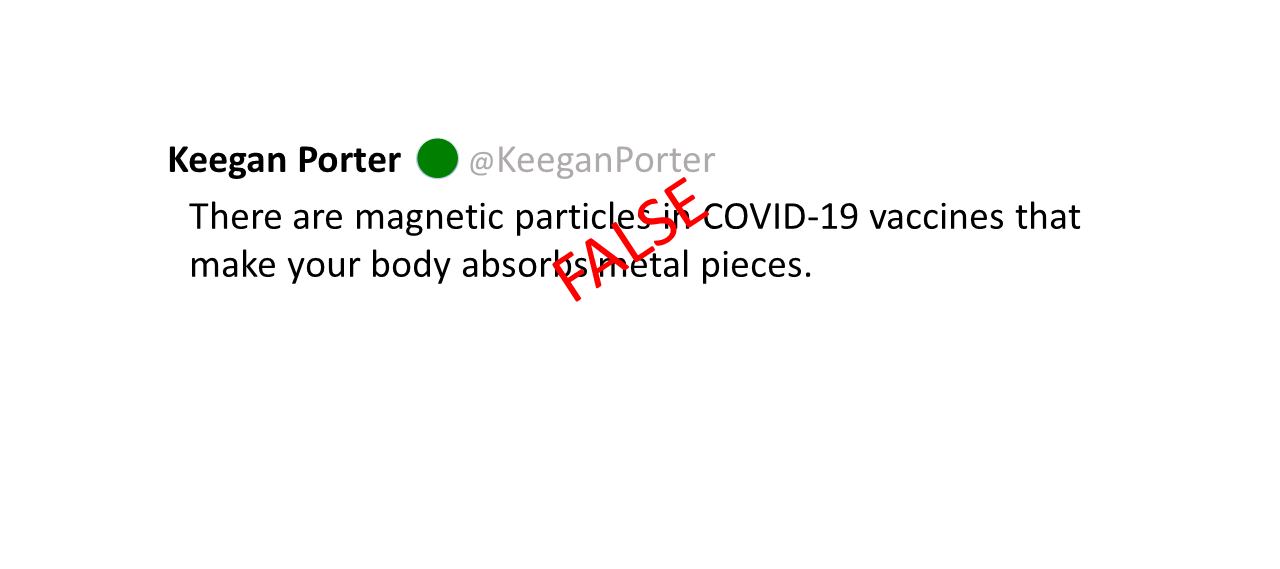 Keegan Porter @KeeganPorter
There are magnetic particles in COVID-19 vaccines that
make your body absorbs metal pieces.
FALSE